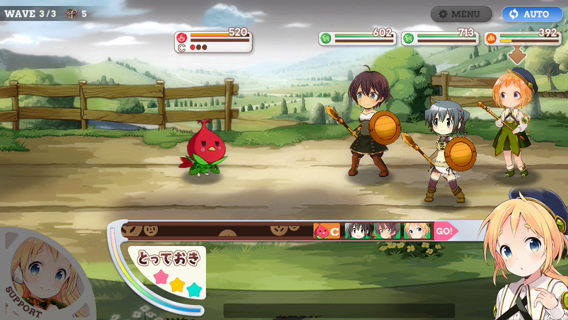 WAVE 3/3 5
MENU
AUTO
520
C
602
713
392
C
GO!
とっておき
SUPPORT